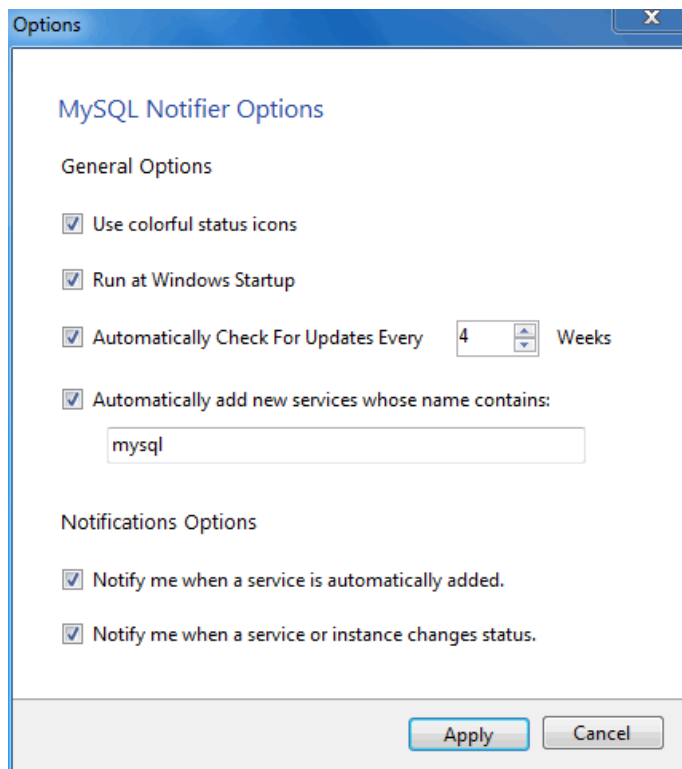 Options
MySQL Notifier Options
General Options
Use colorful status icons
Run at Windows Startup
Automatically Check For Updates Every 4 Weeks
Automatically add new services whose name contains:
mysql
Notifications Options
Notify me when a service is automatically added.
Notify me when a service or instance changes status.
Apply Cancel